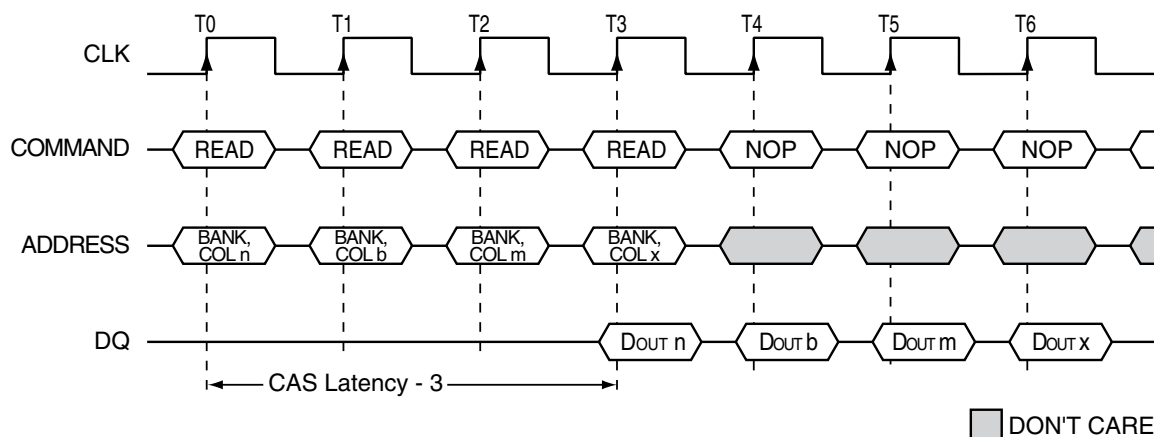 T0 T1 T2 T3 T4 T5 T6
CLK
COMMAND READ READ READ READ NOP NOP NOP
ADDRESS BANK, COL n BANK, COL b BANK, COL m BANK, COL x
DQ DOUT n DOUT b DOUT m DOUT x
CAS Latency - 3
DON'T CARE